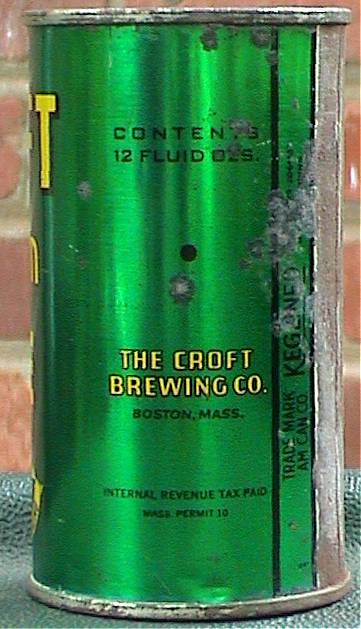 FT
CONTENTS
12 FLUID OZS.
THE CROFT
BREWING CO.
BOSTON, MASS.
INTERNAL REVENUE TAX PAID
MASS. PERMIT 10
TRADE MARK KEGLINED
AM CAN CO.